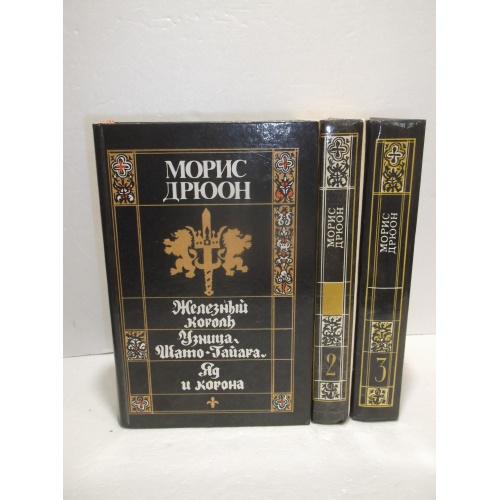 МОРИС
ДРЮОН
Железный
король
Узница
Шато-Гайара
Яд
и корона
МОРИС
ДРЮОН
2
МОРИС
ДРЮОН
3